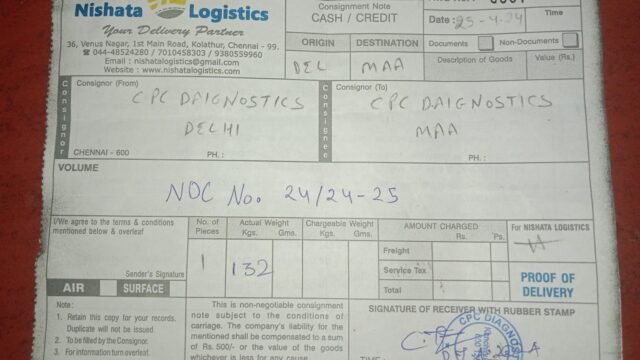 Nishata Logistics
Your Delivery Partner
36, Venus Nagar, 1st Main Road, Kolathur, Chennai - 99.
044-48524280 / 7010458303 / 9380559960
Email : nishatalogistics@gmail.com
Website : www.nishatalogistics.com
Consignment Note
CASH / CREDIT
Date : 25-4-24
Time
ORIGIN
DESTINATION
DEL
MAA
Documents
Non-Documents
Description of Goods
Value (Rs.)
Consignor
Consignor (From)
CPC DAIGNOSTICS
DELHI
CHENNAI - 600
PH. :
Consignee
Consignor (To)
CPC DAIGNOSTICS
MAA
PH. :
VOLUME
NDC No. 24/24-25
I/We agree to the terms & conditions
mentioned below & overleaf
Sender's Signature
No. of
Pieces
1
Actual Weight
Kgs. Gms.
132
Chargeable Weight
Kgs. Gms.
AMOUNT CHARGED
Rs. Ps.
Freight
Service Tax
Total
For NISHATA LOGISTICS
PROOF OF
DELIVERY
AIR
SURFACE
Note :
1. Retain this copy for your records.
Duplicate will not be issued.
2. To be filled by the Consignor.
3. For information turn overleaf.
This is non-negotiable consignment
note subject to the conditions of
carriage. The company's liability for the
mentioned shall be compensated to a sum
of Rs. 500/- or the value of the goods
whichever is less for any cause.
SIGNATURE OF RECEIVER WITH RUBBER STAMP
CPC DIAGNOS
TIME :